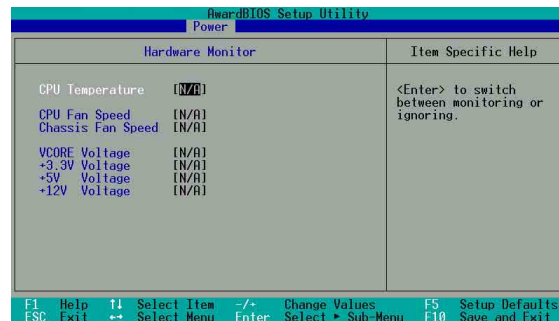 AwardBIOS Setup Utility
Power
Hardware Monitor
Item Specific Help
CPU Temperature [N/A]
CPU Fan Speed [N/A]
Chassis Fan Speed [N/A]
VCORE Voltage [N/A]
+3.3V Voltage [N/A]
+5V Voltage [N/A]
+12V Voltage [N/A]
<Enter> to switch
between monitoring or
ignoring.
F1 Help ↑↓ Select Item -/+ Change Values F5 Setup Defaults
ESC Exit ←→ Select Menu Enter Select ▸ Sub-Menu F10 Save and Exit